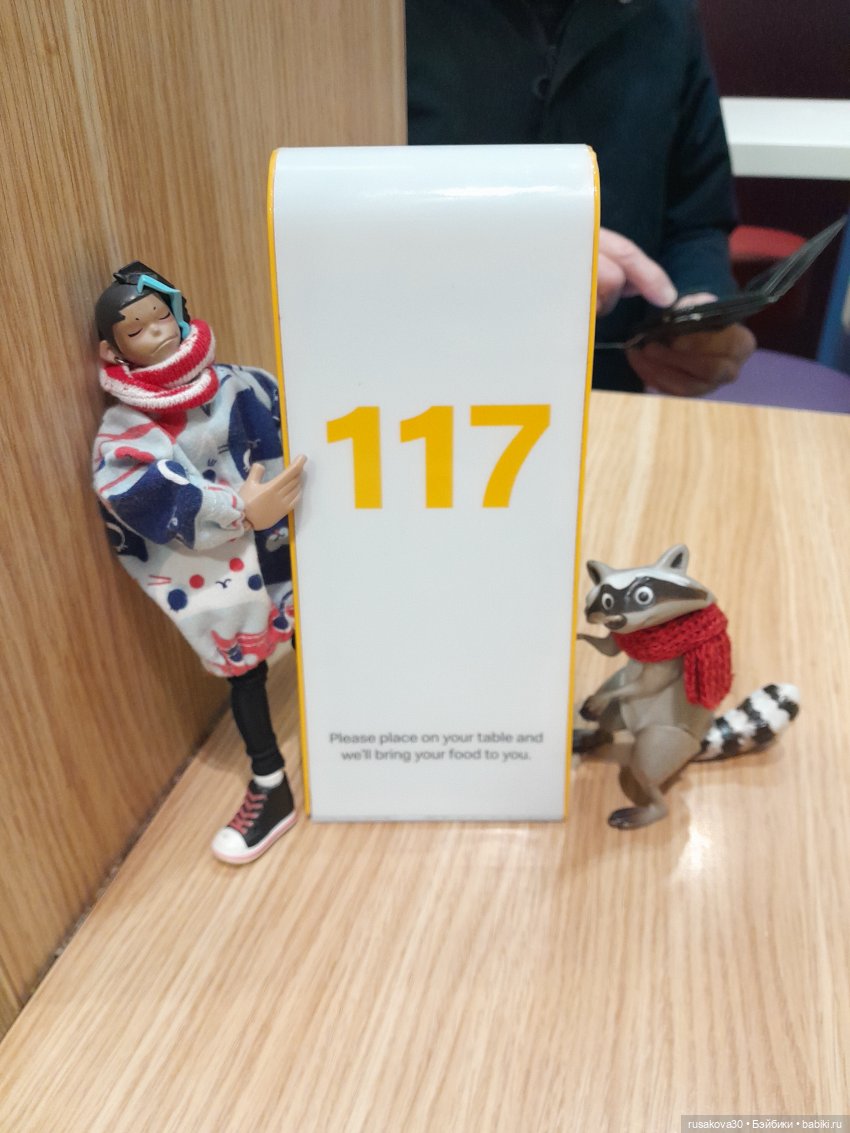 117
Please place on your table and
we'll bring your food to you.
rusakova30 • Бэйбики • babiki.ru